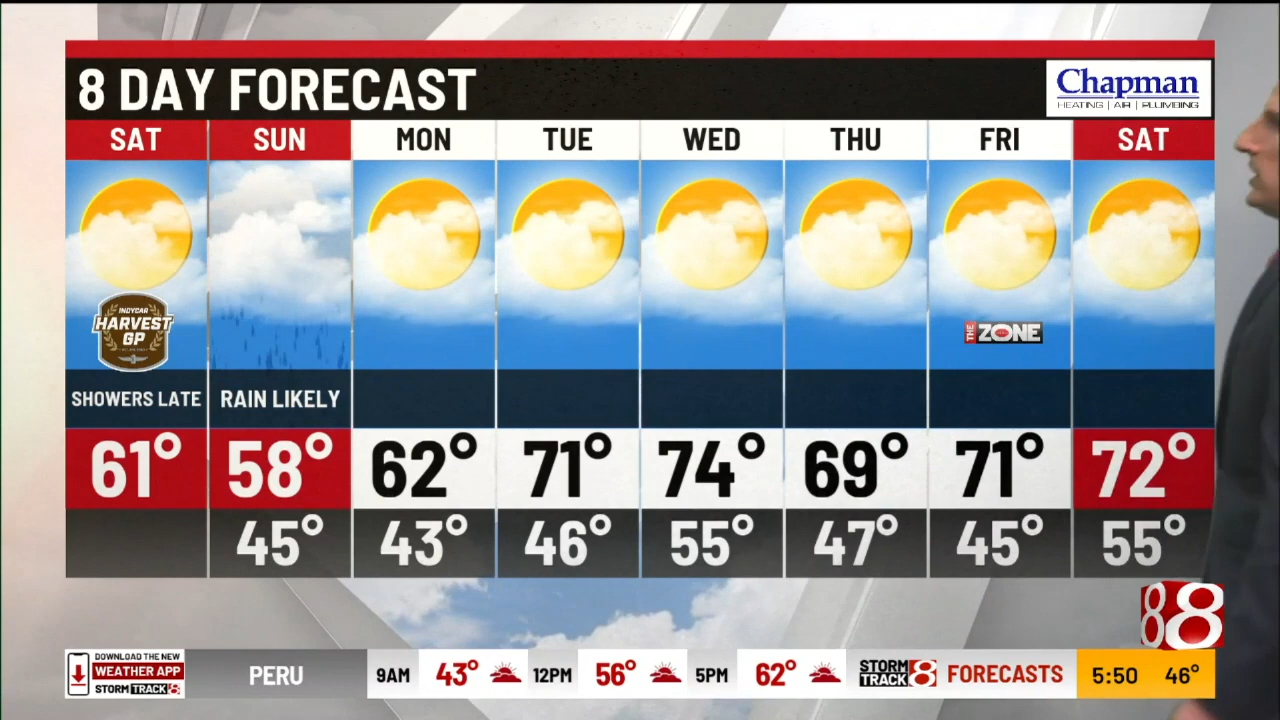 8 DAY FORECAST
Chapman
HEATING | AIR | PLUMBING
SAT SUN MON TUE WED THU FRI SAT
INDYCAR
HARVEST
GP
THE ZONE
SHOWERS LATE RAIN LIKELY
61° 58° 62° 71° 74° 69° 71° 72°
45° 43° 46° 55° 47° 45° 55°
88
DOWNLOAD THE NEW
WEATHER APP
STORM TRACK 8
PERU
9AM 43° 12PM 56° 5PM 62°
STORM
TRACK 8
FORECASTS
5:50 46°